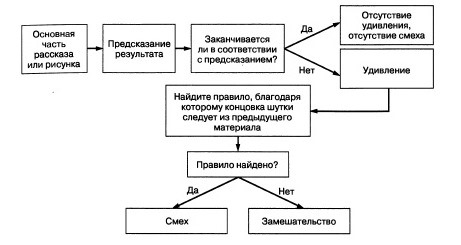 Основная
часть
рассказа
или рисунка
Предсказание
результата
Заканчивается
ли в соответствии
с предсказанием?
Да
Нет
Отсутствие
удивления,
отсутствие смеха
Удивление
Найдите правило, благодаря
которому концовка шутки
следует из предыдущего
материала
Правило найдено?
Да
Нет
Смех
Замешательство